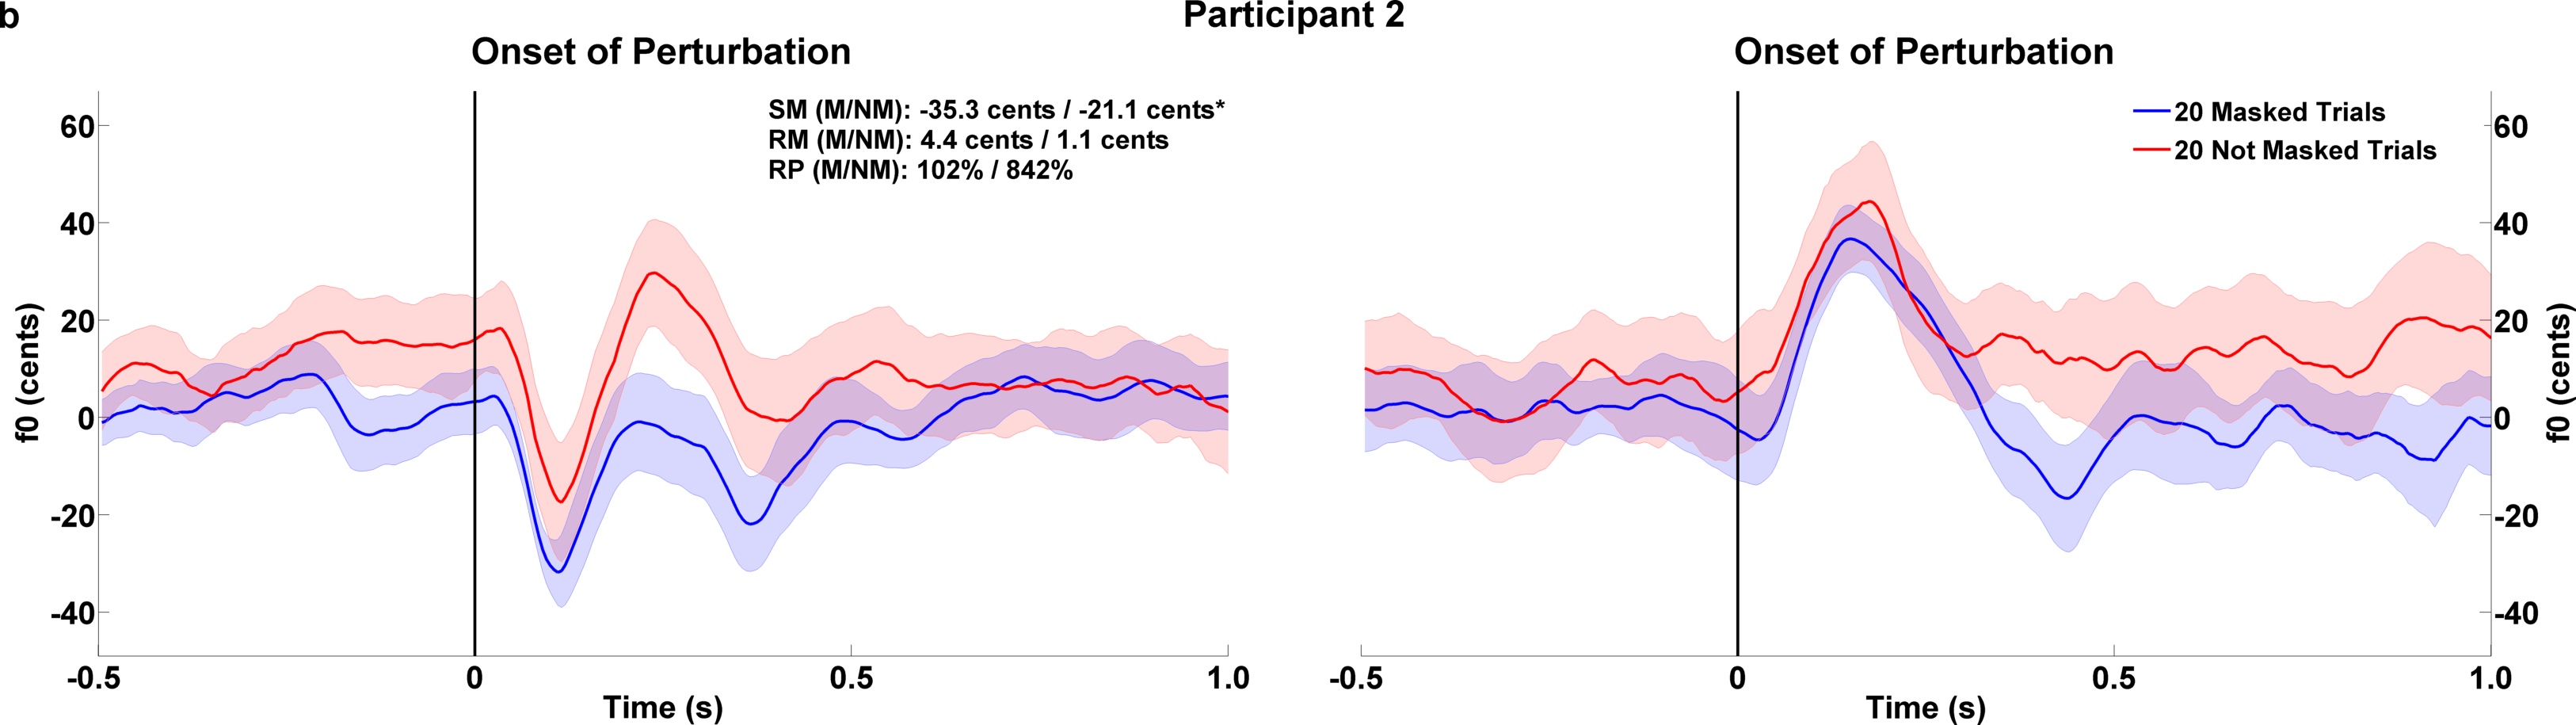 b
Participant 2
Onset of Perturbation
Onset of Perturbation
SM (M/NM): -35.3 cents / -21.1 cents*
RM (M/NM): 4.4 cents / 1.1 cents
RP (M/NM): 102% / 842%
20 Masked Trials
20 Not Masked Trials
60
40
20
0
-20
-40
f0 (cents)
-0.5
0
0.5
1.0
Time (s)
60
40
20
0
-20
-40
f0 (cents)
-0.5
0
0.5
1.0
Time (s)